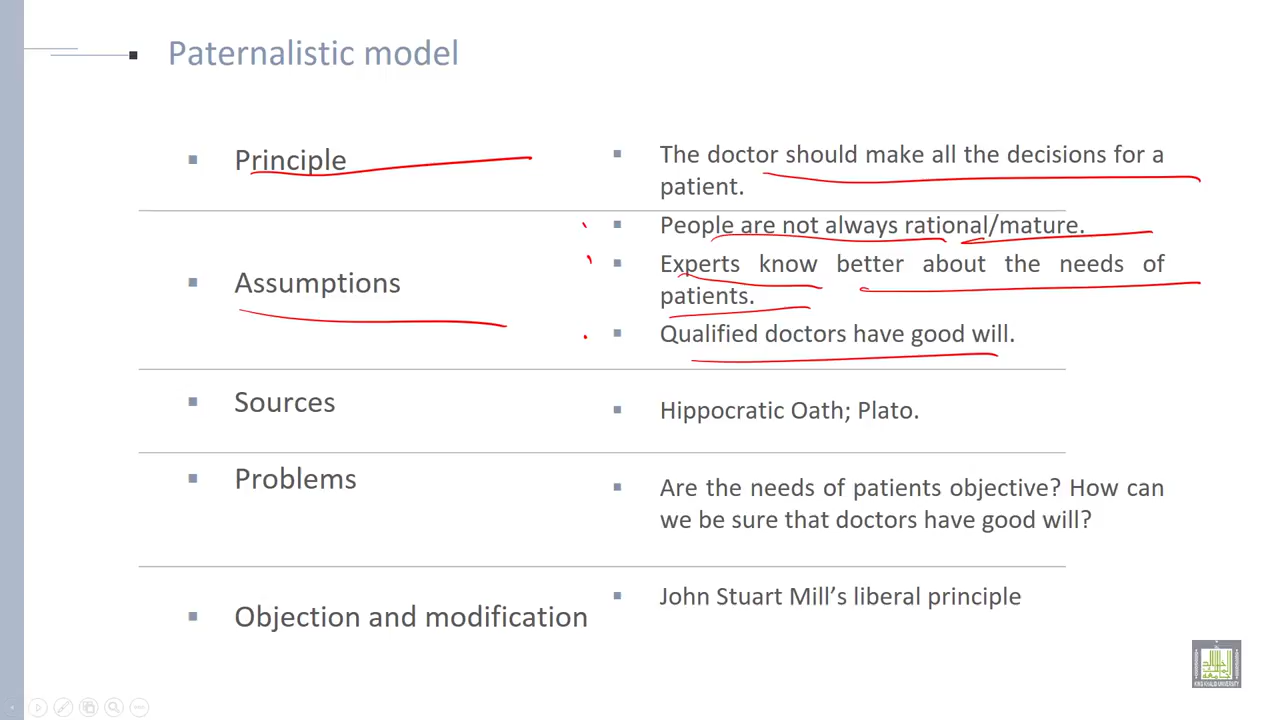 Paternalistic model
Principle
The doctor should make all the decisions for a
patient.
Assumptions
People are not always rational/mature.
Experts know better about the needs of
patients.
Qualified doctors have good will.
Sources
Hippocratic Oath; Plato.
Problems
Are the needs of patients objective? How can
we be sure that doctors have good will?
Objection and modification
John Stuart Mill’s liberal principle
KING KHALID UNIVERSITY